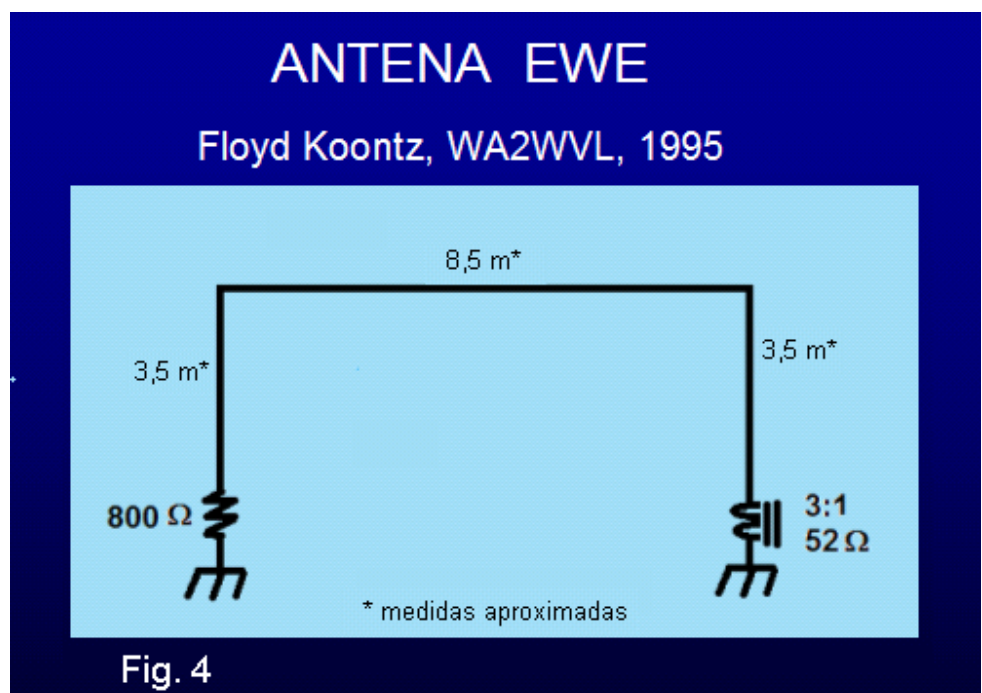 ANTENA EWE
Floyd Koontz, WA2WVL, 1995
8,5 m*
3,5 m*
3,5 m*
800 Ω
3:1
52 Ω
* medidas aproximadas
Fig. 4